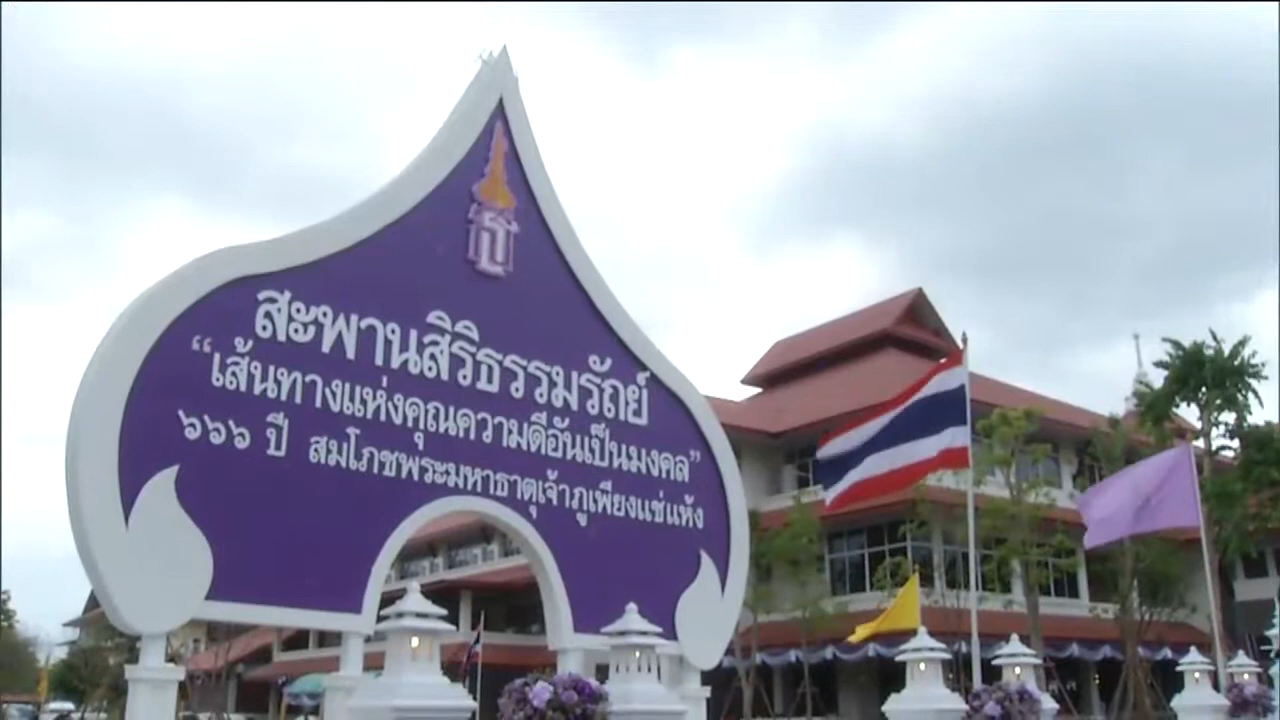 สะพานสิริธรรมรัถย์
“เส้นทางแห่งคุณความดีอันเป็นมงคล”
๖๖๖ ปี สมโภชพระมหาธาตุเจ้าภูเพียงแช่แห้ง